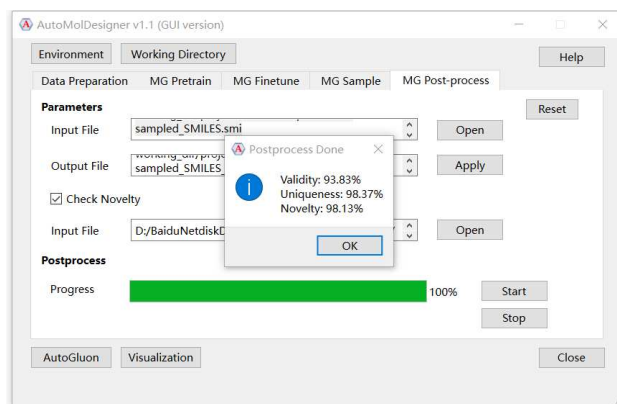 AutoMolDesigner v1.1 (GUI version)
Environment Working Directory Help
Data Preparation MG Pretrain MG Finetune MG Sample MG Post-process
Parameters Reset
Input File sampled_SMILES.smi Open
Postprocess Done
Output File sampled_SMILES_ Apply
Validity: 93.83%
Uniqueness: 98.37%
Novelty: 98.13%
Check Novelty
Input File D:/BaiduNetdiskD Open
OK
Postprocess
Progress 100% Start
Stop
AutoGluon Visualization Close